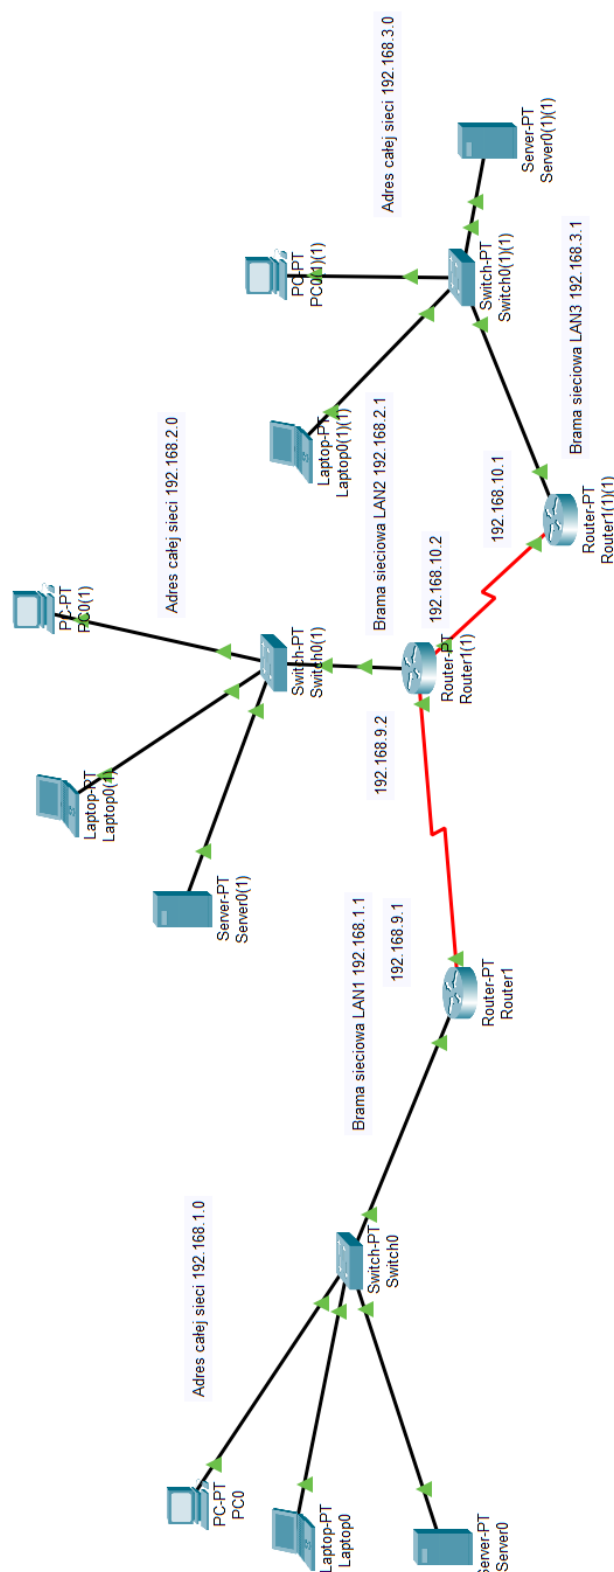 PC-PT
PC0
Laptop-PT
Laptop0
Server-PT
Server0
Adres całej sieci 192.168.1.0
Switch-PT
Switch0
Brama sieciowa LAN1 192.168.1.1
192.168.9.1
Router-PT
Router1
Server-PT
Server0(1)
Laptop-PT
Laptop0(1)
PC-PT
PC0(1)
Adres całej sieci 192.168.2.0
Switch-PT
Switch0(1)
192.168.9.2
Router-PT
Router1(1)
Brama sieciowa LAN2 192.168.2.1
192.168.10.2
192.168.10.1
Router-PT
Router1(1)(1)
Laptop-PT
Laptop0(1)(1)
PC-PT
PC0(1)(1)
Switch-PT
Switch0(1)(1)
Brama sieciowa LAN3 192.168.3.1
Adres całej sieci 192.168.3.0
Server-PT
Server0(1)(1)